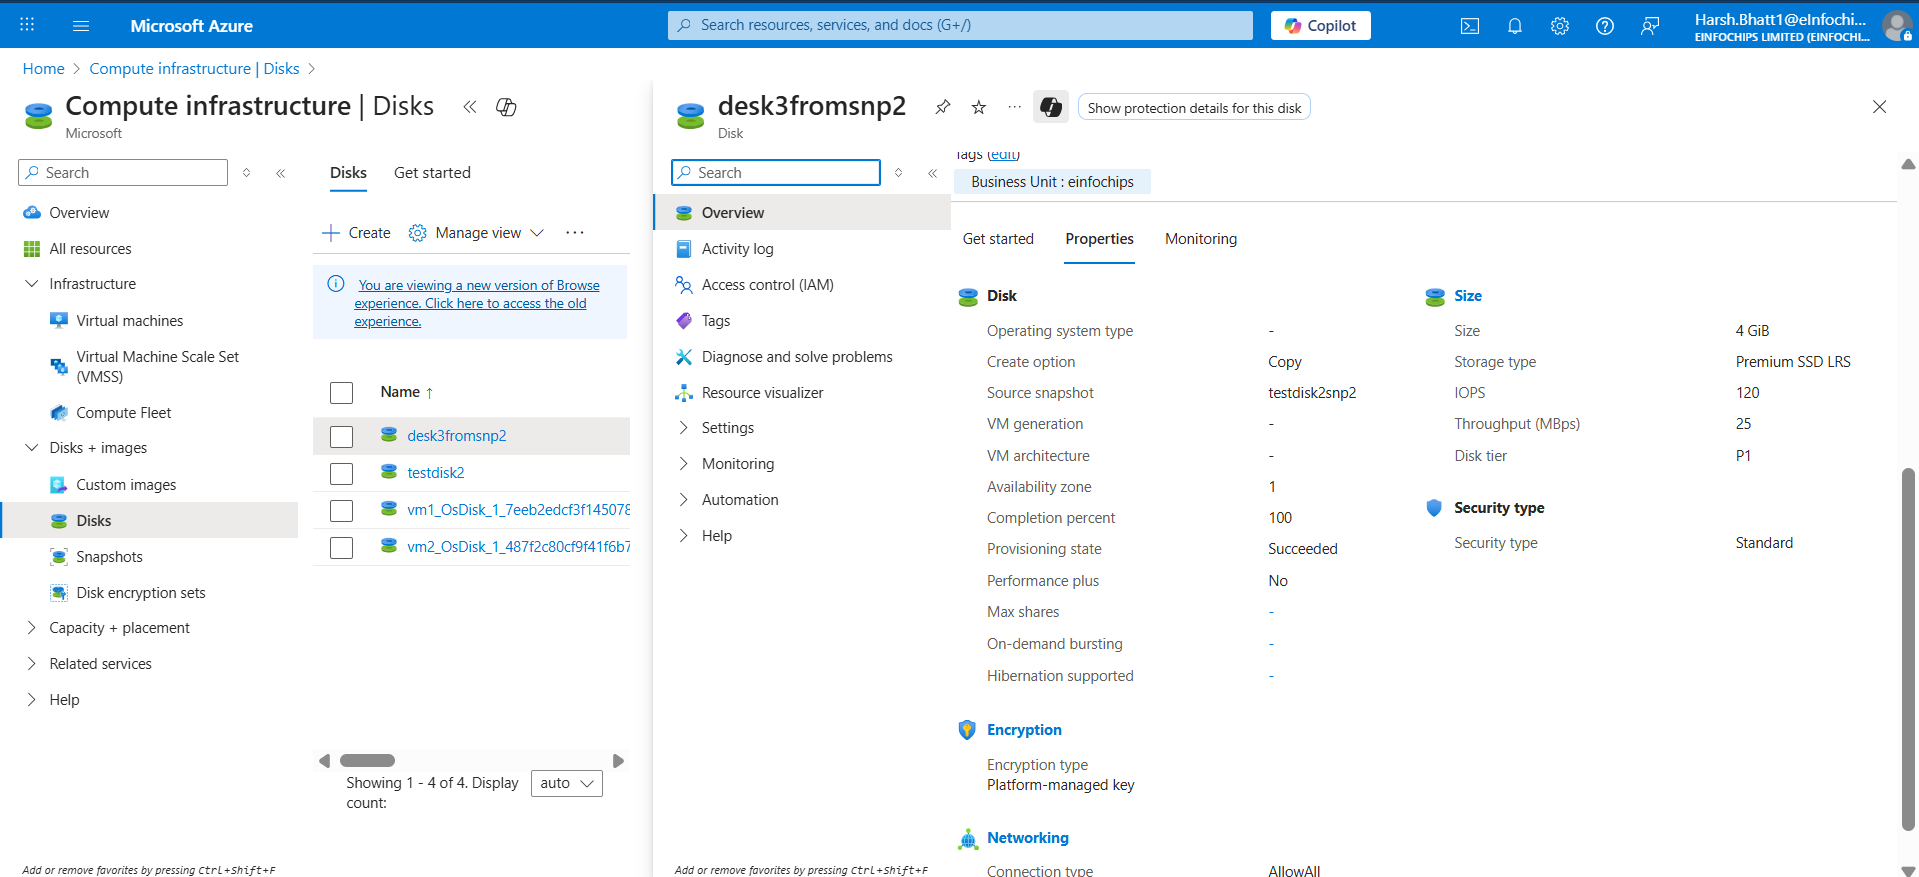 Microsoft Azure
Search resources, services, and docs (G+/)
Copilot
Harsh.Bhatt1@eInfochi...
EINFOCHIPS LIMITED (EINFOCHI...
Home > Compute infrastructure | Disks >
Compute infrastructure | Disks
Microsoft
Search
Overview
All resources
Infrastructure
Virtual machines
Virtual Machine Scale Set
(VMSS)
Compute Fleet
Disks + images
Custom images
Disks
Snapshots
Disk encryption sets
Capacity + placement
Related services
Help
Add or remove favorites by pressing Ctrl+Shift+F
Disks Get started
Create Manage view ...
You are viewing a new version of Browse
experience. Click here to access the old
experience.
Name ↑
desk3fromsnp2
testdisk2
vm1_OsDisk_1_7eeb2edcf3f145078
vm2_OsDisk_1_487f2c80cf9f41f6b7
Showing 1 - 4 of 4. Display
count:
auto
desk3fromsnp2
Disk
... Show protection details for this disk
Search
Overview
Activity log
Access control (IAM)
Tags
Diagnose and solve problems
Resource visualizer
Settings
Monitoring
Automation
Help
Add or remove favorites by pressing Ctrl+Shift+F
Tags (edit)
Business Unit : einfochips
Get started Properties Monitoring
Disk
Operating system type -
Create option Copy
Source snapshot testdisk2snp2
VM generation -
VM architecture -
Availability zone 1
Completion percent 100
Provisioning state Succeeded
Performance plus No
Max shares -
On-demand bursting -
Hibernation supported -
Encryption
Encryption type
Platform-managed key
Networking
Connection type AllowAll
Size
Size 4 GiB
Storage type Premium SSD LRS
IOPS 120
Throughput (MBps) 25
Disk tier P1
Security type
Security type Standard